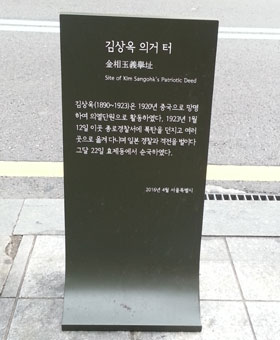 김상옥 의거 터
金相玉義擧址
Site of Kim Sangohk's Patriotic Deed
김상옥(1890~1923)은 1920년 중국으로 망명
하여 의열단원으로 활동하였다. 1923년 1월
12일 이곳 종로경찰서에 폭탄을 던지고 여러
곳으로 옮겨 다니며 일본 경찰과 격전을 벌이다
그달 22일 효제동에서 순국하였다.
2016년 4월 서울특별시